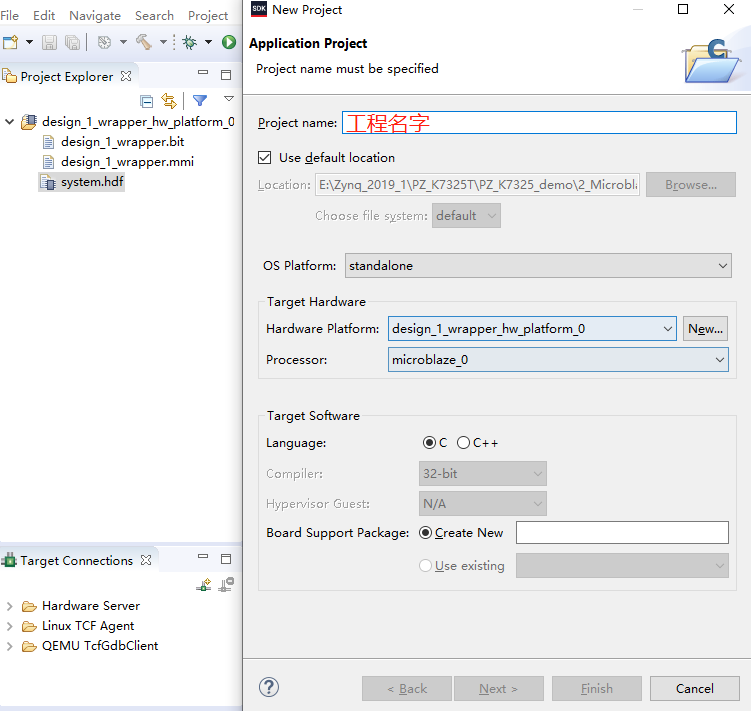 File Edit Navigate Search Project
Project Explorer
design_1_wrapper_hw_platform_0
design_1_wrapper.bit
design_1_wrapper.mmi
system.hdf
Target Connections
Hardware Server
Linux TCF Agent
QEMU TcfGdbClient
SDK New Project
Application Project
Project name must be specified
Project name: 工程名字
Use default location
Location: E:\Zynq_2019_1\PZ_K7325T\PZ_K7325_demo\2_Microbla Browse...
Choose file system: default
OS Platform: standalone
Target Hardware
Hardware Platform: design_1_wrapper_hw_platform_0 New...
Processor: microblaze_0
Target Software
Language: C C++
Compiler: 32-bit
Hypervisor Guest: N/A
Board Support Package: Create New
Use existing
< Back Next > Finish Cancel